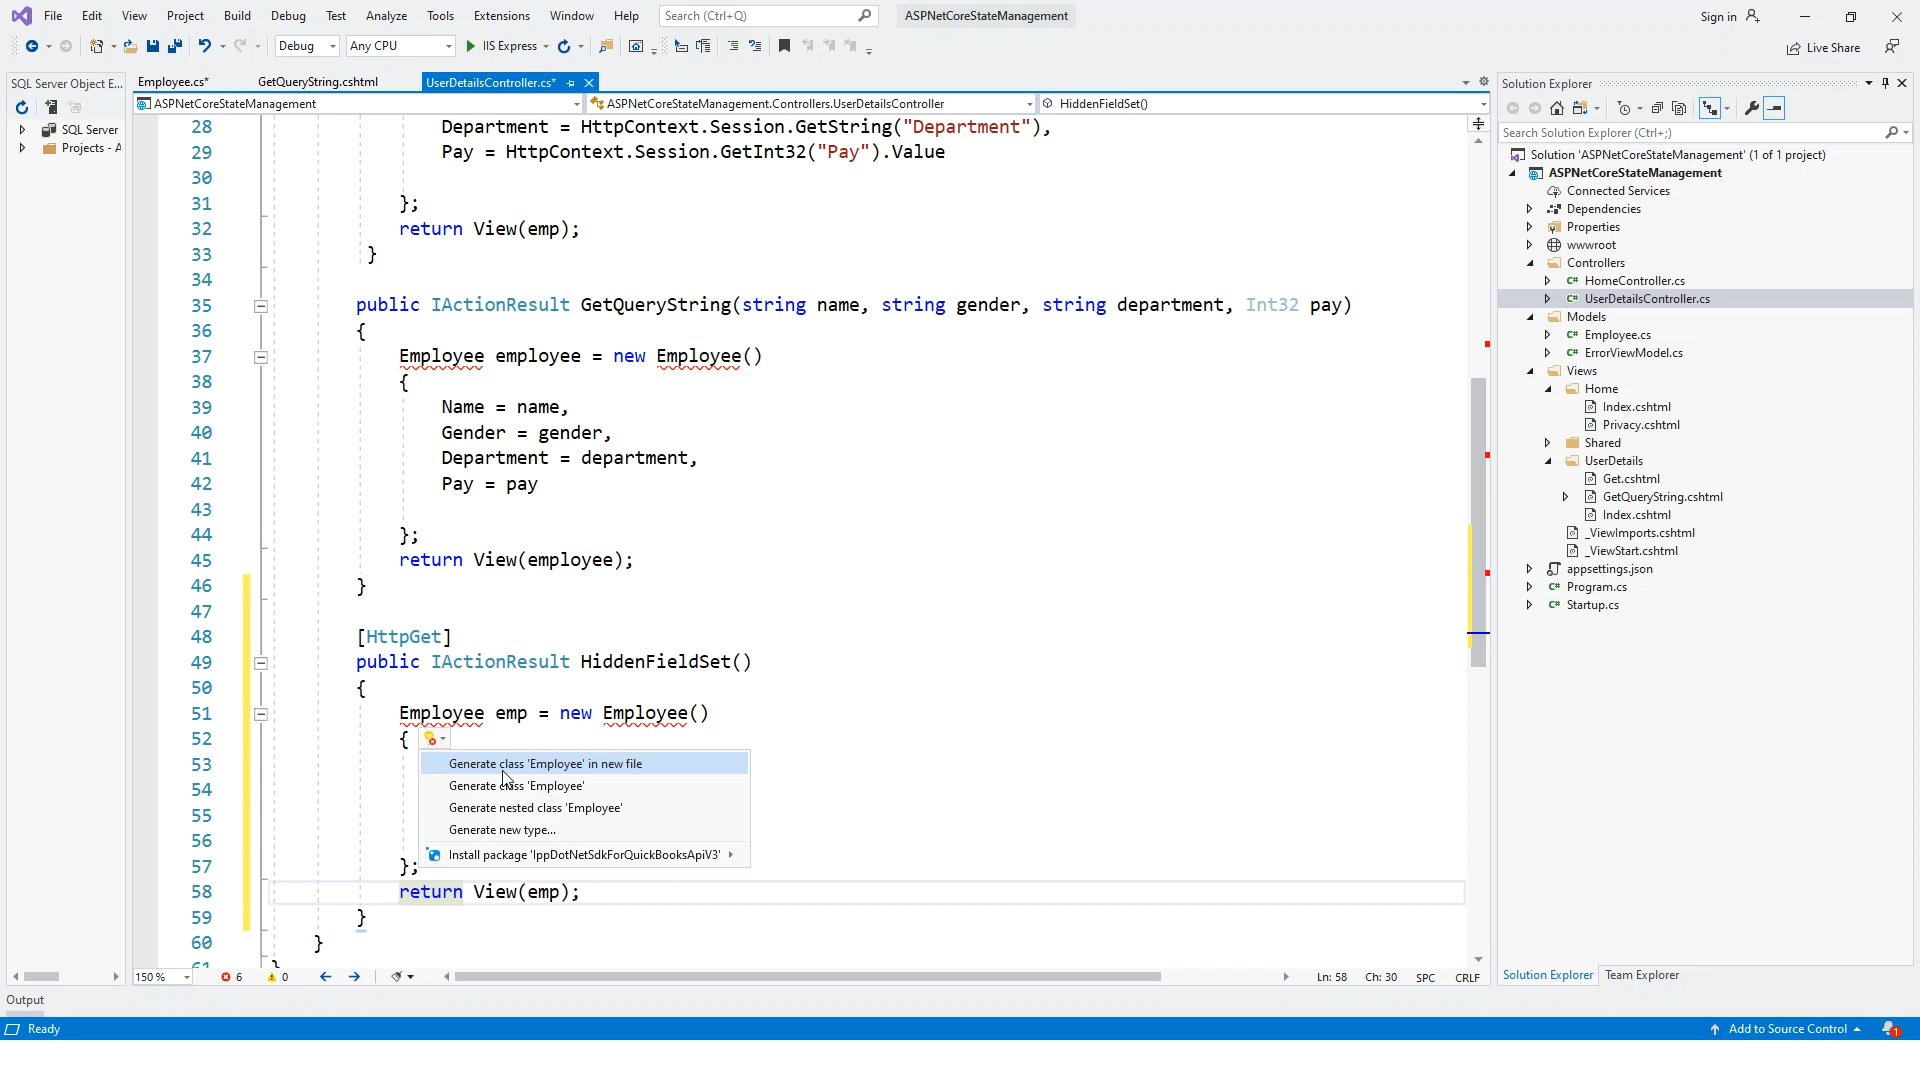 File Edit View Project Build Debug Test Analyze Tools Extensions Window Help Search (Ctrl+Q) ASPNetCoreStateManagement Sign in
Debug Any CPU IIS Express Live Share
SQL Server Object E... Employee.cs* GetQueryString.cshtml UserDetailsController.cs* Solution Explorer
ASPNetCoreStateManagement ASPNetCoreStateManagement.Controllers.UserDetailsController HiddenFieldSet()
SQL Server
Projects - A
28 Department = HttpContext.Session.GetString("Department"),
29 Pay = HttpContext.Session.GetInt32("Pay").Value
30
31 };
32 return View(emp);
33 }
34
35 public IActionResult GetQueryString(string name, string gender, string department, Int32 pay)
36 {
37 Employee employee = new Employee()
38 {
39 Name = name,
40 Gender = gender,
41 Department = department,
42 Pay = pay
43
44 };
45 return View(employee);
46 }
47
48 [HttpGet]
49 public IActionResult HiddenFieldSet()
50 {
51 Employee emp = new Employee()
52 {
53
54
55
56
57 };
58 return View(emp);
59 }
60 }
61 }
Generate class 'Employee' in new file
Generate class 'Employee'
Generate nested class 'Employee'
Generate new type...
Install package 'IppDotNetSdkForQuickBooksApiV3'
Search Solution Explorer (Ctrl+;)
Solution 'ASPNetCoreStateManagement' (1 of 1 project)
ASPNetCoreStateManagement
Connected Services
Dependencies
Properties
wwwroot
Controllers
C# HomeController.cs
C# UserDetailsController.cs
Models
C# Employee.cs
C# ErrorViewModel.cs
Views
Home
Index.cshtml
Privacy.cshtml
Shared
UserDetails
Get.cshtml
GetQueryString.cshtml
Index.cshtml
_ViewImports.cshtml
_ViewStart.cshtml
appsettings.json
C# Program.cs
C# Startup.cs
150 % 6 0 Ln: 58 Ch: 30 SPC CRLF
Solution Explorer Team Explorer
Output
Ready Add to Source Control 1